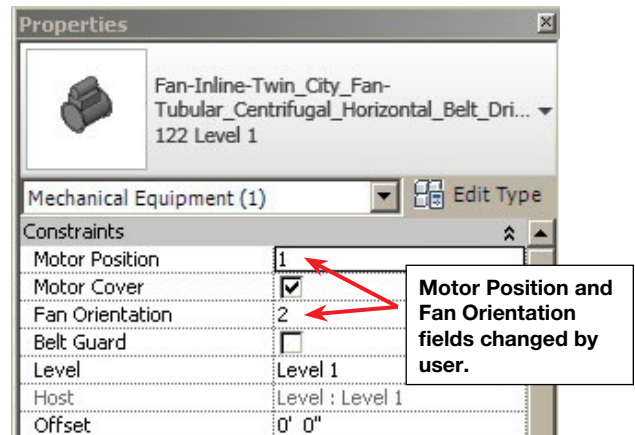 Properties
Fan-Inline-Twin_City_Fan-
Tubular_Centrifugal_Horizontal_Belt_Dri...
122 Level 1
Mechanical Equipment (1)
Edit Type
Constraints
Motor Position 1
Motor Cover
Fan Orientation 2
Belt Guard
Level Level 1
Host Level : Level 1
Offset 0' 0"
Motor Position and
Fan Orientation
fields changed by
user.